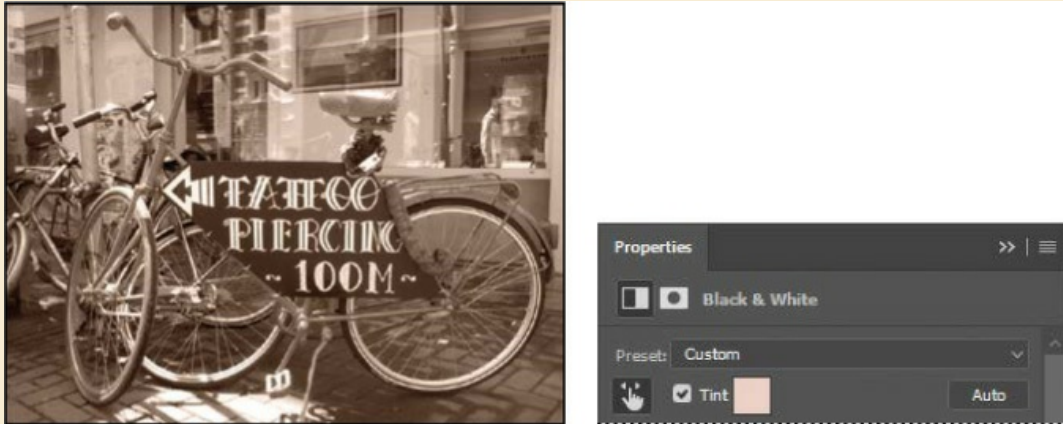 TATTOO
PIERCING
~ 100M ~
Properties
Black & White
Preset: Custom
Tint
Auto